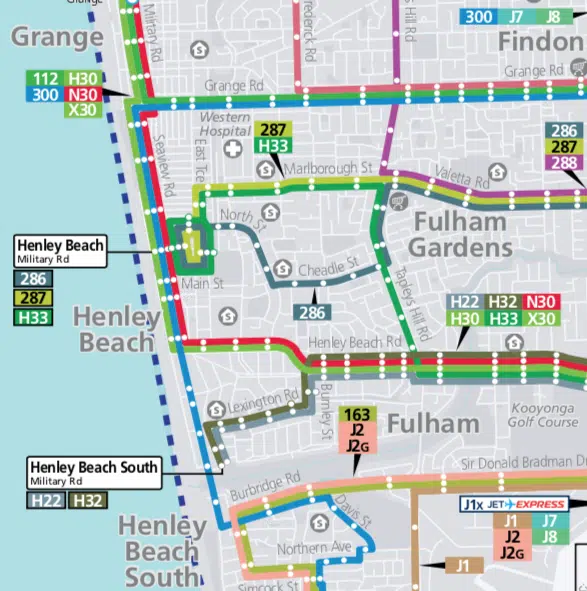 Grange
Grange
Military Rd
Frederick Rd
s Hill Rd
300 J7 J8
Findon
Grange Rd
Grange Rd
112 H30
300 N30
X30
Western
Hospital
287
H33
Seaview Rd
East Tce
Marlborough St
Valetta Rd
286
287
288
North St
Fulham
Gardens
Henley Beach
Military Rd
286
287
H33
Main St
Cheadle St
286
Tapleys Hill Rd
Henley
Beach
H22 H32 N30
H30 H33 X30
Henley Beach Rd
Lexington Rd
Burnley St
163
J2
J2G
Fulham
Kooyonga
Golf Course
Henley Beach South
Military Rd
H22 H32
Burbridge Rd
Sir Donald Bradman D
Davis St
J1X JET EXPRESS
J1 J7
J2 J8
J2G
Henley
Beach
South
Northern Ave
J1
Simcock St